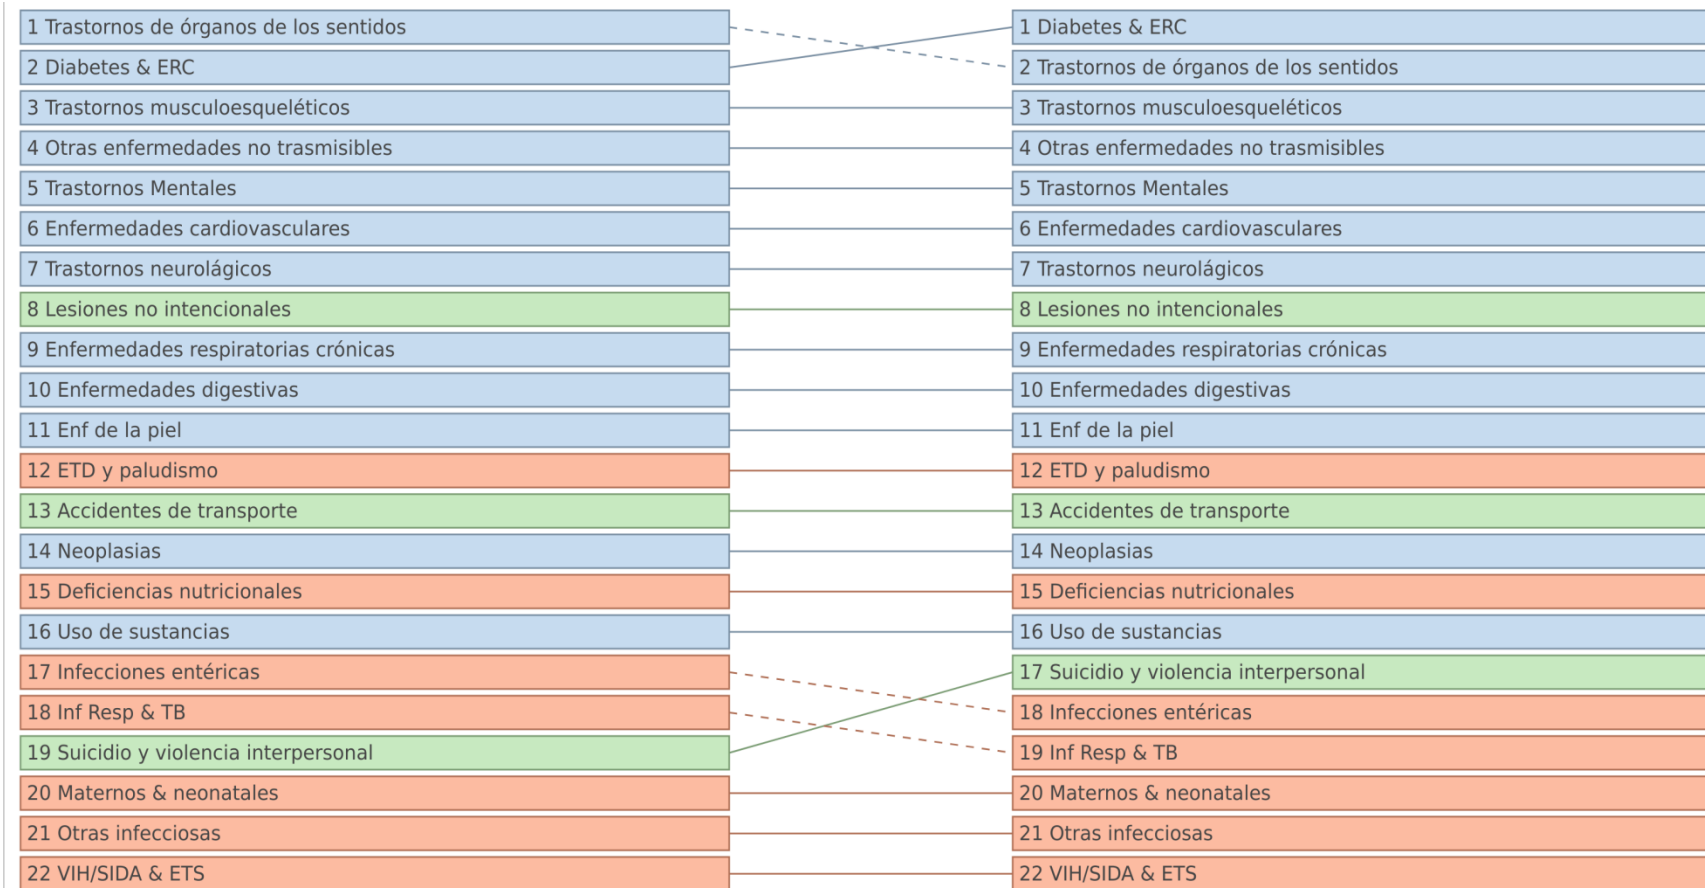 1 Trastornos de órganos de los sentidos
2 Diabetes & ERC
3 Trastornos musculoesqueléticos
4 Otras enfermedades no trasmisibles
5 Trastornos Mentales
6 Enfermedades cardiovasculares
7 Trastornos neurolágicos
8 Lesiones no intencionales
9 Enfermedades respiratorias crónicas
10 Enfermedades digestivas
11 Enf de la piel
12 ETD y paludismo
13 Accidentes de transporte
14 Neoplasias
15 Deficiencias nutricionales
16 Uso de sustancias
17 Infecciones entéricas
18 Inf Resp & TB
19 Suicidio y violencia interpersonal
20 Maternos & neonatales
21 Otras infecciosas
22 VIH/SIDA & ETS
1 Diabetes & ERC
2 Trastornos de órganos de los sentidos
3 Trastornos musculoesqueléticos
4 Otras enfermedades no trasmisibles
5 Trastornos Mentales
6 Enfermedades cardiovasculares
7 Trastornos neurolágicos
8 Lesiones no intencionales
9 Enfermedades respiratorias crónicas
10 Enfermedades digestivas
11 Enf de la piel
12 ETD y paludismo
13 Accidentes de transporte
14 Neoplasias
15 Deficiencias nutricionales
16 Uso de sustancias
17 Suicidio y violencia interpersonal
18 Infecciones entéricas
19 Inf Resp & TB
20 Maternos & neonatales
21 Otras infecciosas
22 VIH/SIDA & ETS